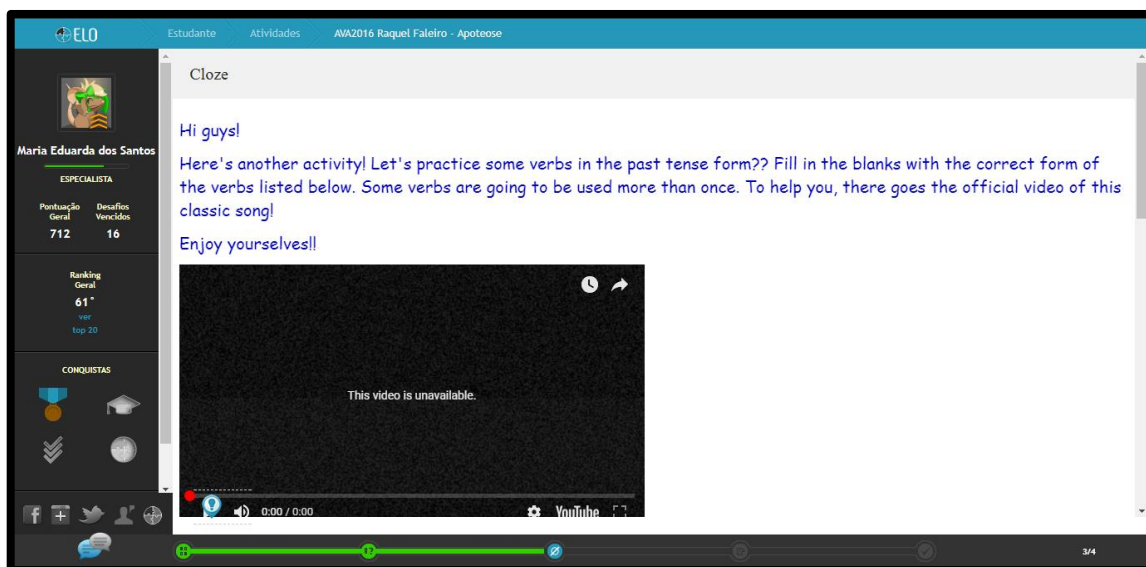 ELO
Estudante Atividades AVA2016 Raquel Faleiro - Apoteose
Cloze
Maria Eduarda dos Santos
ESPECIALISTA
Pontuação Geral
712
Desafios Vencidos
16
Ranking
Geral
61°
ver
top 20
CONQUISTAS
Hi guys!
Here's another activity! Let's practice some verbs in the past tense form?? Fill in the blanks with the correct form of
the verbs listed below. Some verbs are going to be used more than once. To help you, there goes the official video of this
classic song!
Enjoy yourselves!!
This video is unavailable.
0:00 / 0:00
YouTube
3/4